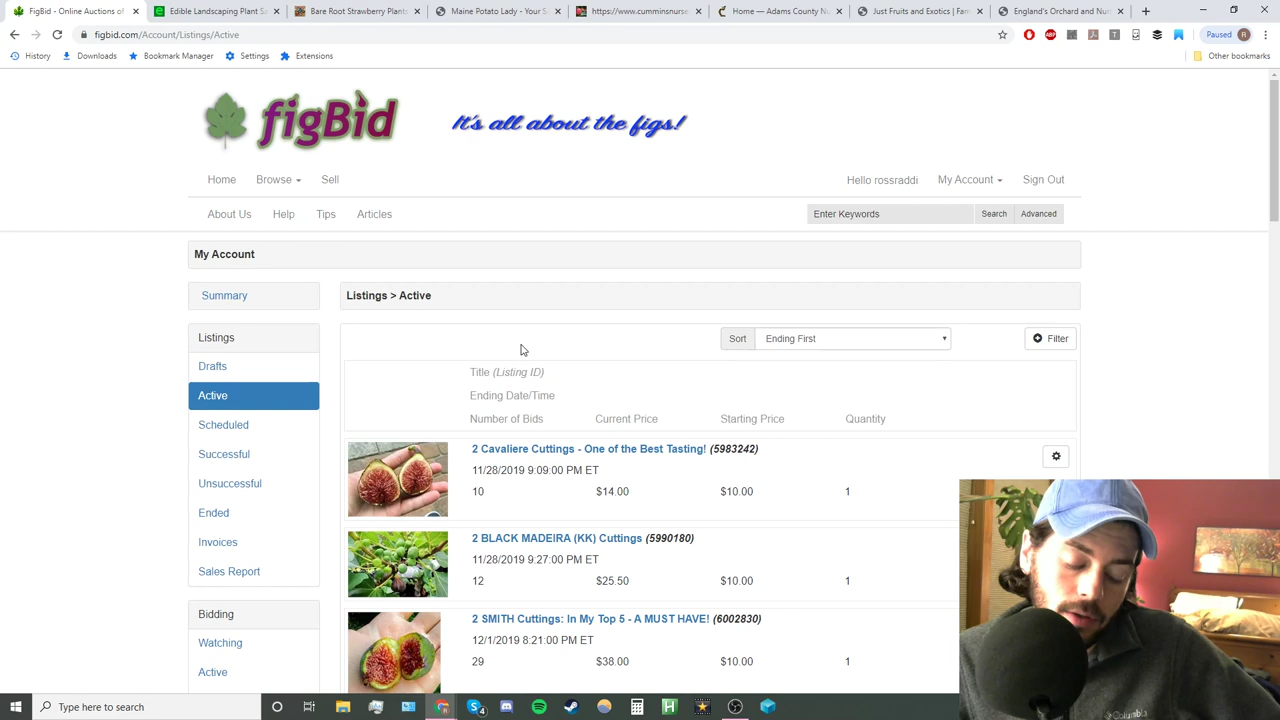 FigBid - Online Auctions of
Edible Landscaping Plant Sa
Bare Root Strawberry Plants
Maine Potato Lady - Your S
https://www.cumminsnurse
Home — Adams County Nu
Just Fruits and Exotics | Fam
England's Orchard and Nu
figbid.com/Account/Listings/Active
ABP
T
Paused
R
History
Downloads
Bookmark Manager
Settings
Extensions
Other bookmarks
figBid
It's all about the figs!
Home
Browse
Sell
Hello rossraddi
My Account
Sign Out
About Us
Help
Tips
Articles
Enter Keywords
Search
Advanced
My Account
Summary
Listings > Active
Listings
Sort
Ending First
Filter
Drafts
Title (Listing ID)
Active
Ending Date/Time
Number of Bids
Current Price
Starting Price
Quantity
Scheduled
2 Cavaliere Cuttings - One of the Best Tasting! (5983242)
Successful
11/28/2019 9:09:00 PM ET
Unsuccessful
10
$14.00
$10.00
1
Ended
2 BLACK MADEIRA (KK) Cuttings (5990180)
Invoices
11/28/2019 9:27:00 PM ET
Sales Report
12
$25.50
$10.00
1
Bidding
2 SMITH Cuttings: In My Top 5 - A MUST HAVE! (6002830)
Watching
12/1/2019 8:21:00 PM ET
29
$38.00
$10.00
1
Active
Type here to search
4
H
Columbia